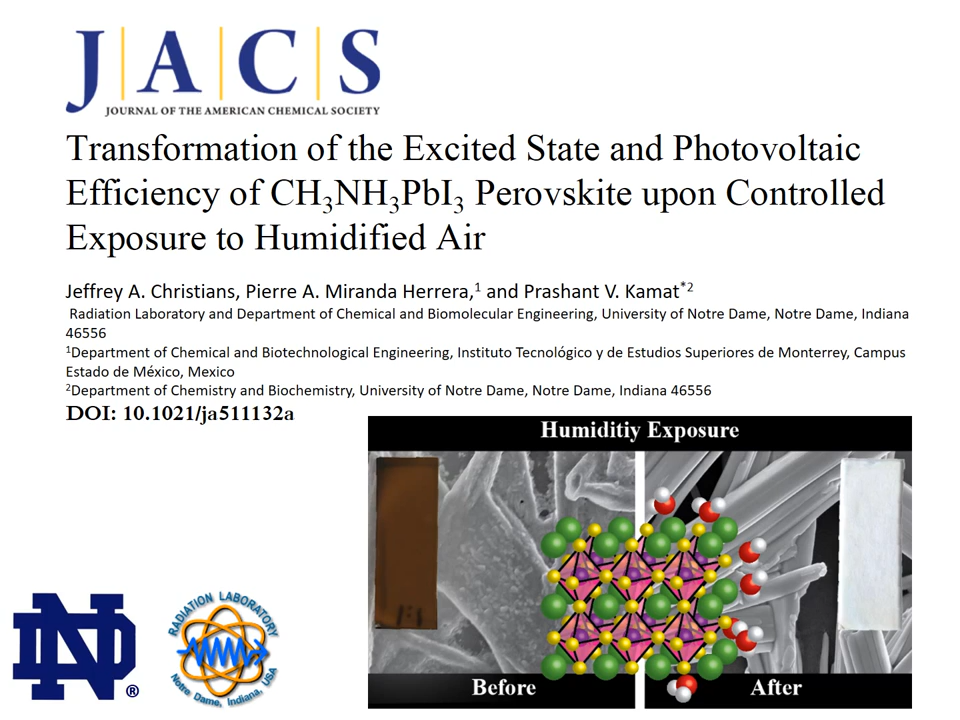 J|A|C|S
JOURNAL OF THE AMERICAN CHEMICAL SOCIETY
Transformation of the Excited State and Photovoltaic
Efficiency of CH₃NH₃PbI₃ Perovskite upon Controlled
Exposure to Humidified Air
Jeffrey A. Christians, Pierre A. Miranda Herrera,¹ and Prashant V. Kamat*²
Radiation Laboratory and Department of Chemical and Biomolecular Engineering, University of Notre Dame, Notre Dame, Indiana
46556
¹Department of Chemical and Biotechnological Engineering, Instituto Tecnológico y de Estudios Superiores de Monterrey, Campus
Estado de México, Mexico
²Department of Chemistry and Biochemistry, University of Notre Dame, Notre Dame, Indiana 46556
DOI: 10.1021/ja511132a
Humiditiy Exposure
Before
After
ND®
RADIATION LABORATORY
Notre Dame, Indiana, USA